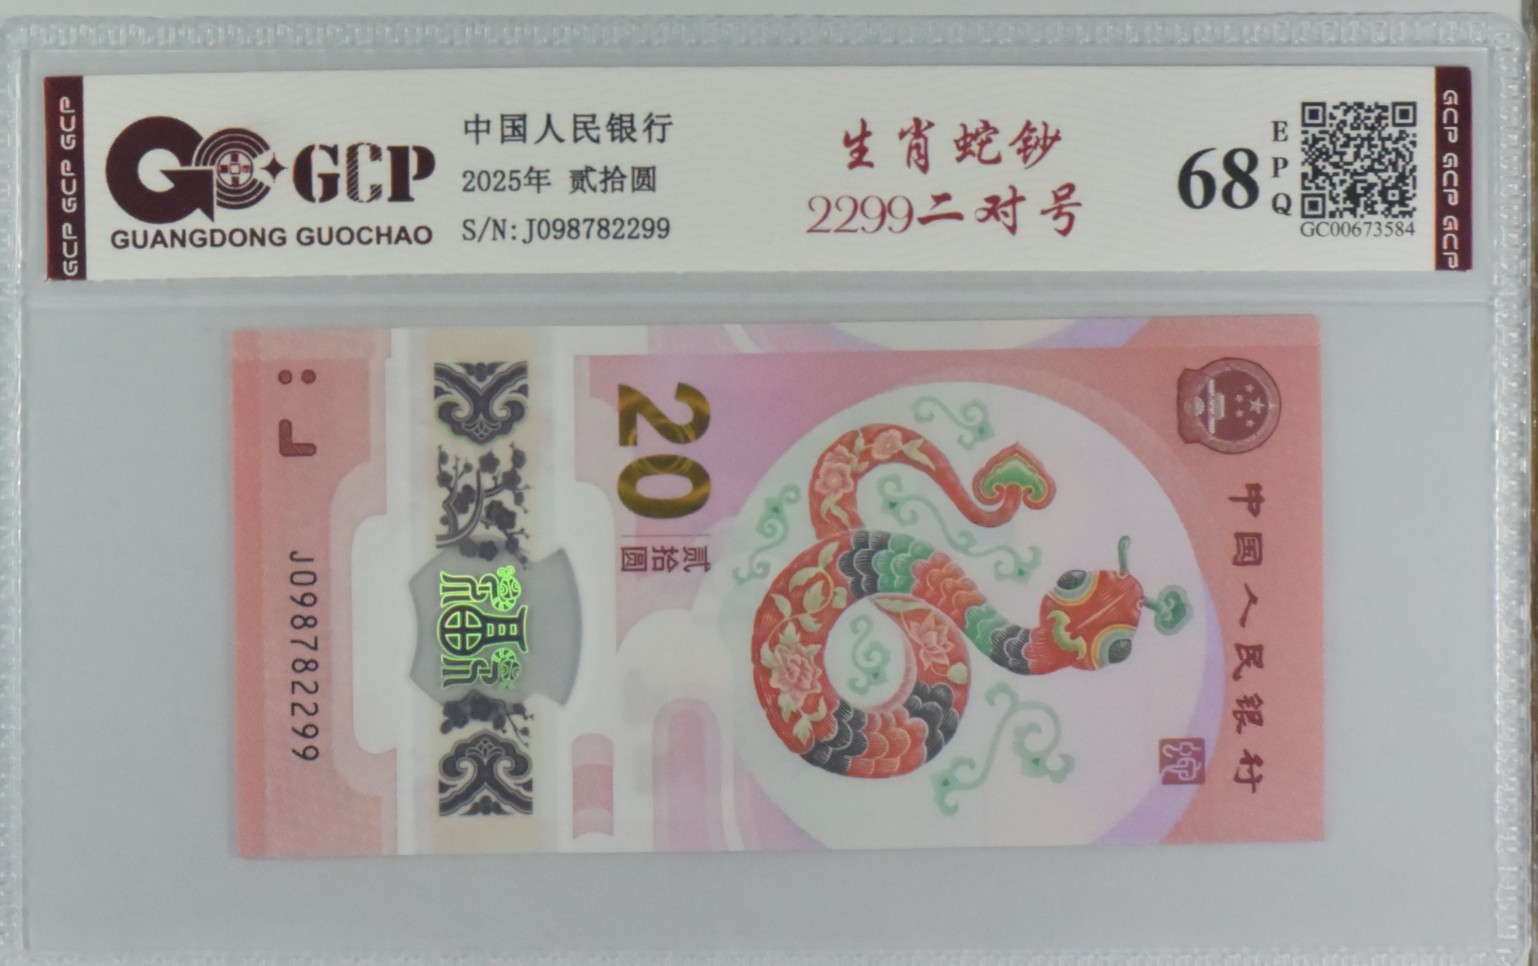 GCP GCP GCP
GCP
GUANGDONG GUOCHAO
中国人民银行
2025年 贰拾圆
S/N:J098782299
生肖蛇钞
2299二对号
68
EPQ
GC00673584
GCP GCP GCP
J098782299
20
贰拾圆
中国人民银行